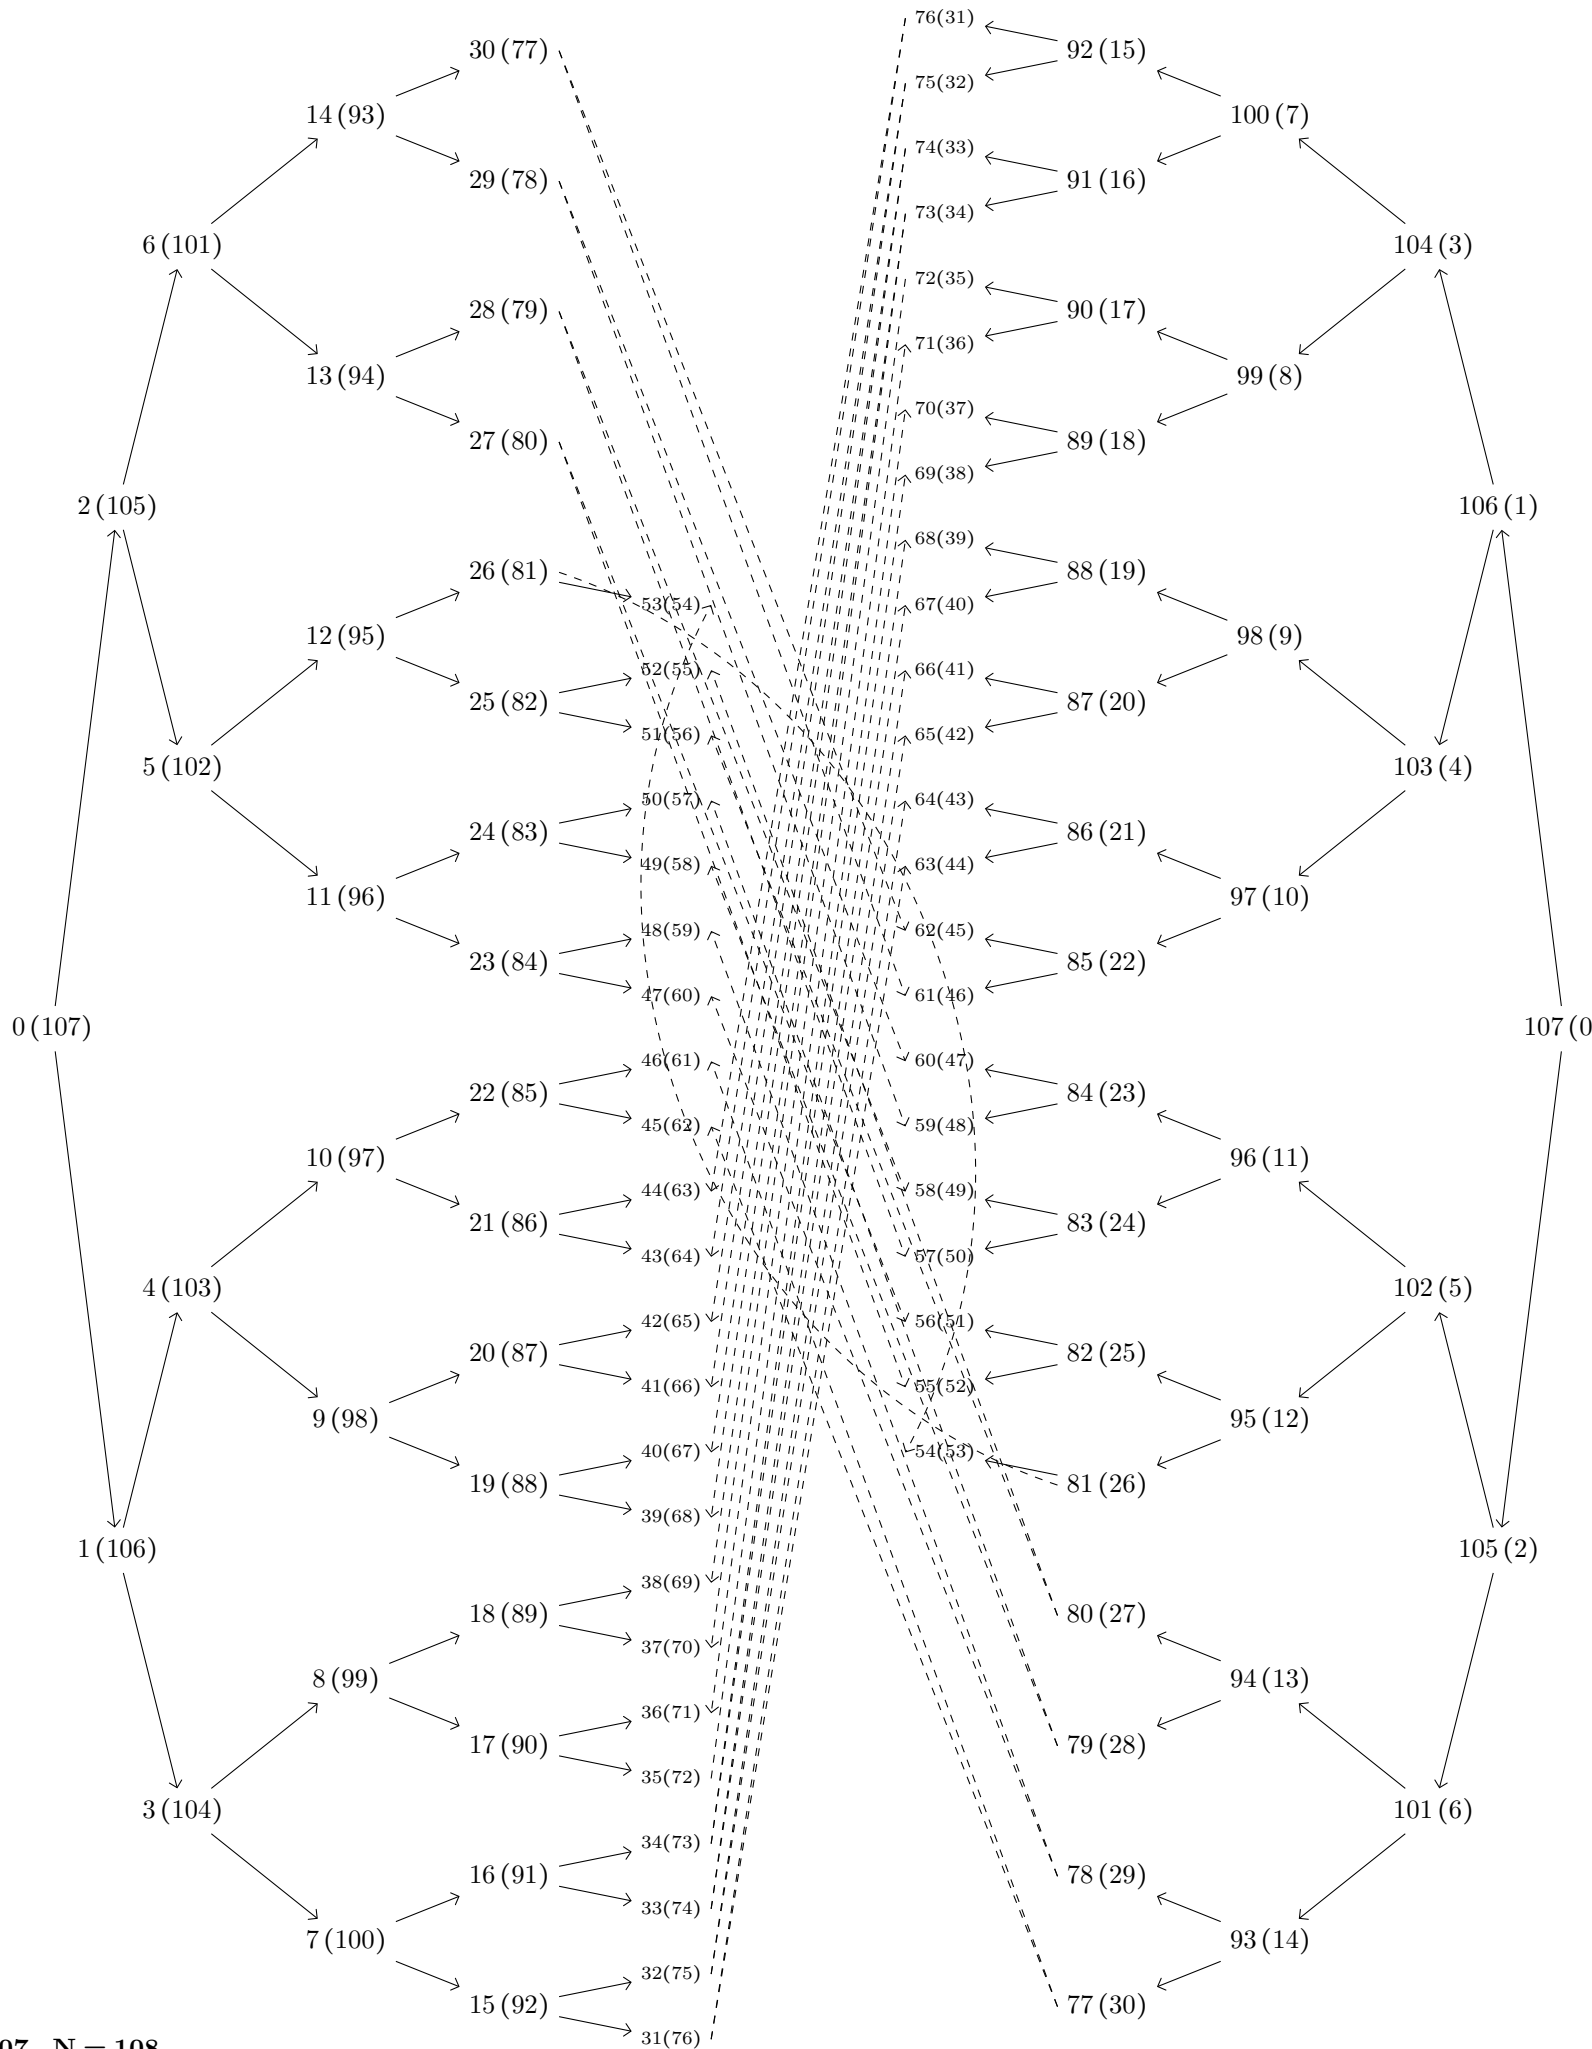 76(31)
30 (77) 92 (15)
75(32)
14 (93) 100 (7)
74(33)
29 (78) 91 (16)
73(34)
6 (101) 104 (3)
72(35)
28 (79) 90 (17)
71(36)
13 (94) 99 (8)
70(37)
27 (80) 89 (18)
69(38)
2 (105) 106 (1)
68(39)
26 (81) 88 (19)
53(54) 67(40)
12 (95) 98 (9)
52(55) 66(41)
25 (82) 87 (20)
51(56) 65(42)
5 (102) 103 (4)
50(57) 64(43)
24 (83) 86 (21)
49(58) 63(44)
11 (96) 97 (10)
48(59) 62(45)
23 (84) 85 (22)
47(60) 61(46)
0 (107) 107 (0
46(61) 60(47)
22 (85) 84 (23)
45(62) 59(48)
10 (97) 96 (11)
44(63) 58(49)
21 (86) 83 (24)
43(64) 57(50)
4 (103) 102 (5)
42(65) 56(51)
20 (87) 82 (25)
41(66) 55(52)
9 (98) 95 (12)
40(67) 54(53)
19 (88) 81 (26)
39(68)
1 (106) 105 (2)
38(69)
18 (89) 80 (27)
37(70)
8 (99) 94 (13)
36(71)
17 (90) 79 (28)
35(72)
3 (104) 101 (6)
34(73)
16 (91) 78 (29)
33(74)
7 (100) 93 (14)
32(75)
15 (92) 77 (30)
31(76)